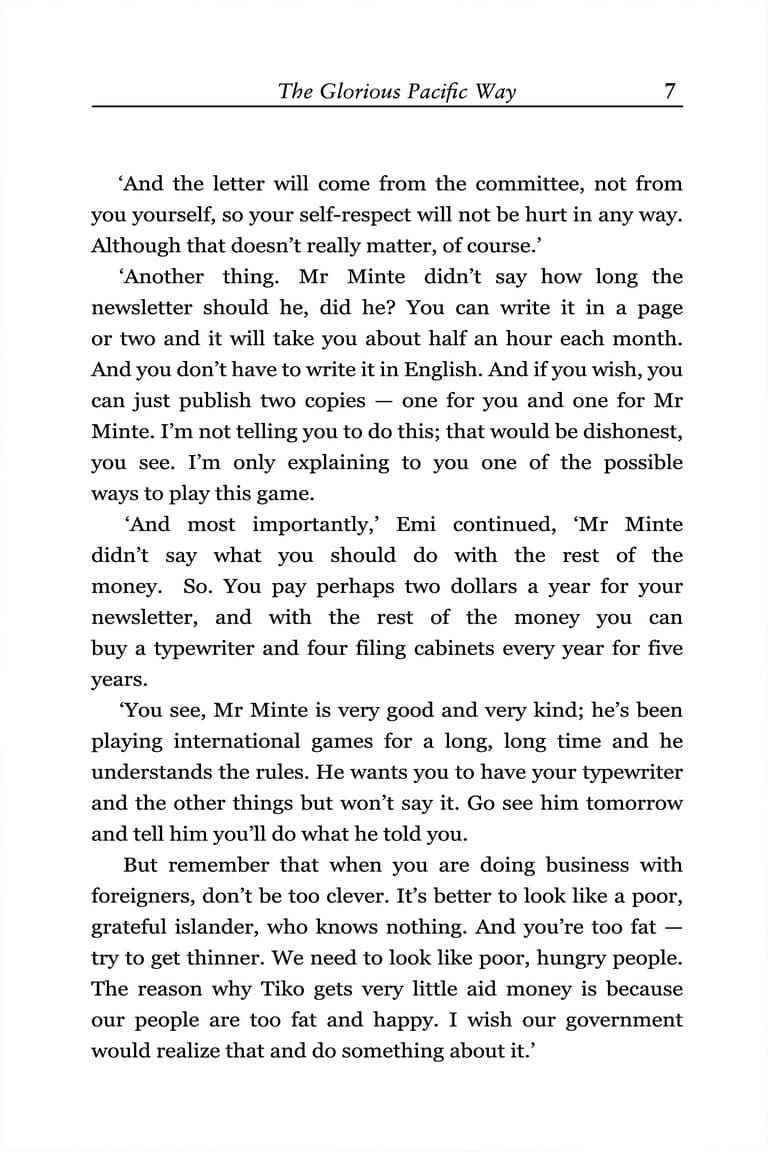 The Glorious Pacific Way 7
‘And the letter will come from the committee, not from
you yourself, so your self-respect will not be hurt in any way.
Although that doesn’t really matter, of course.’
‘Another thing. Mr Minte didn’t say how long the
newsletter should he, did he? You can write it in a page
or two and it will take you about half an hour each month.
And you don’t have to write it in English. And if you wish, you
can just publish two copies — one for you and one for Mr
Minte. I’m not telling you to do this; that would be dishonest,
you see. I’m only explaining to you one of the possible
ways to play this game.
‘And most importantly,’ Emi continued, ‘Mr Minte
didn’t say what you should do with the rest of the
money. So. You pay perhaps two dollars a year for your
newsletter, and with the rest of the money you can
buy a typewriter and four filing cabinets every year for five
years.
‘You see, Mr Minte is very good and very kind; he’s been
playing international games for a long, long time and he
understands the rules. He wants you to have your typewriter
and the other things but won’t say it. Go see him tomorrow
and tell him you’ll do what he told you.
But remember that when you are doing business with
foreigners, don’t be too clever. It’s better to look like a poor,
grateful islander, who knows nothing. And you’re too fat —
try to get thinner. We need to look like poor, hungry people.
The reason why Tiko gets very little aid money is because
our people are too fat and happy. I wish our government
would realize that and do something about it.’